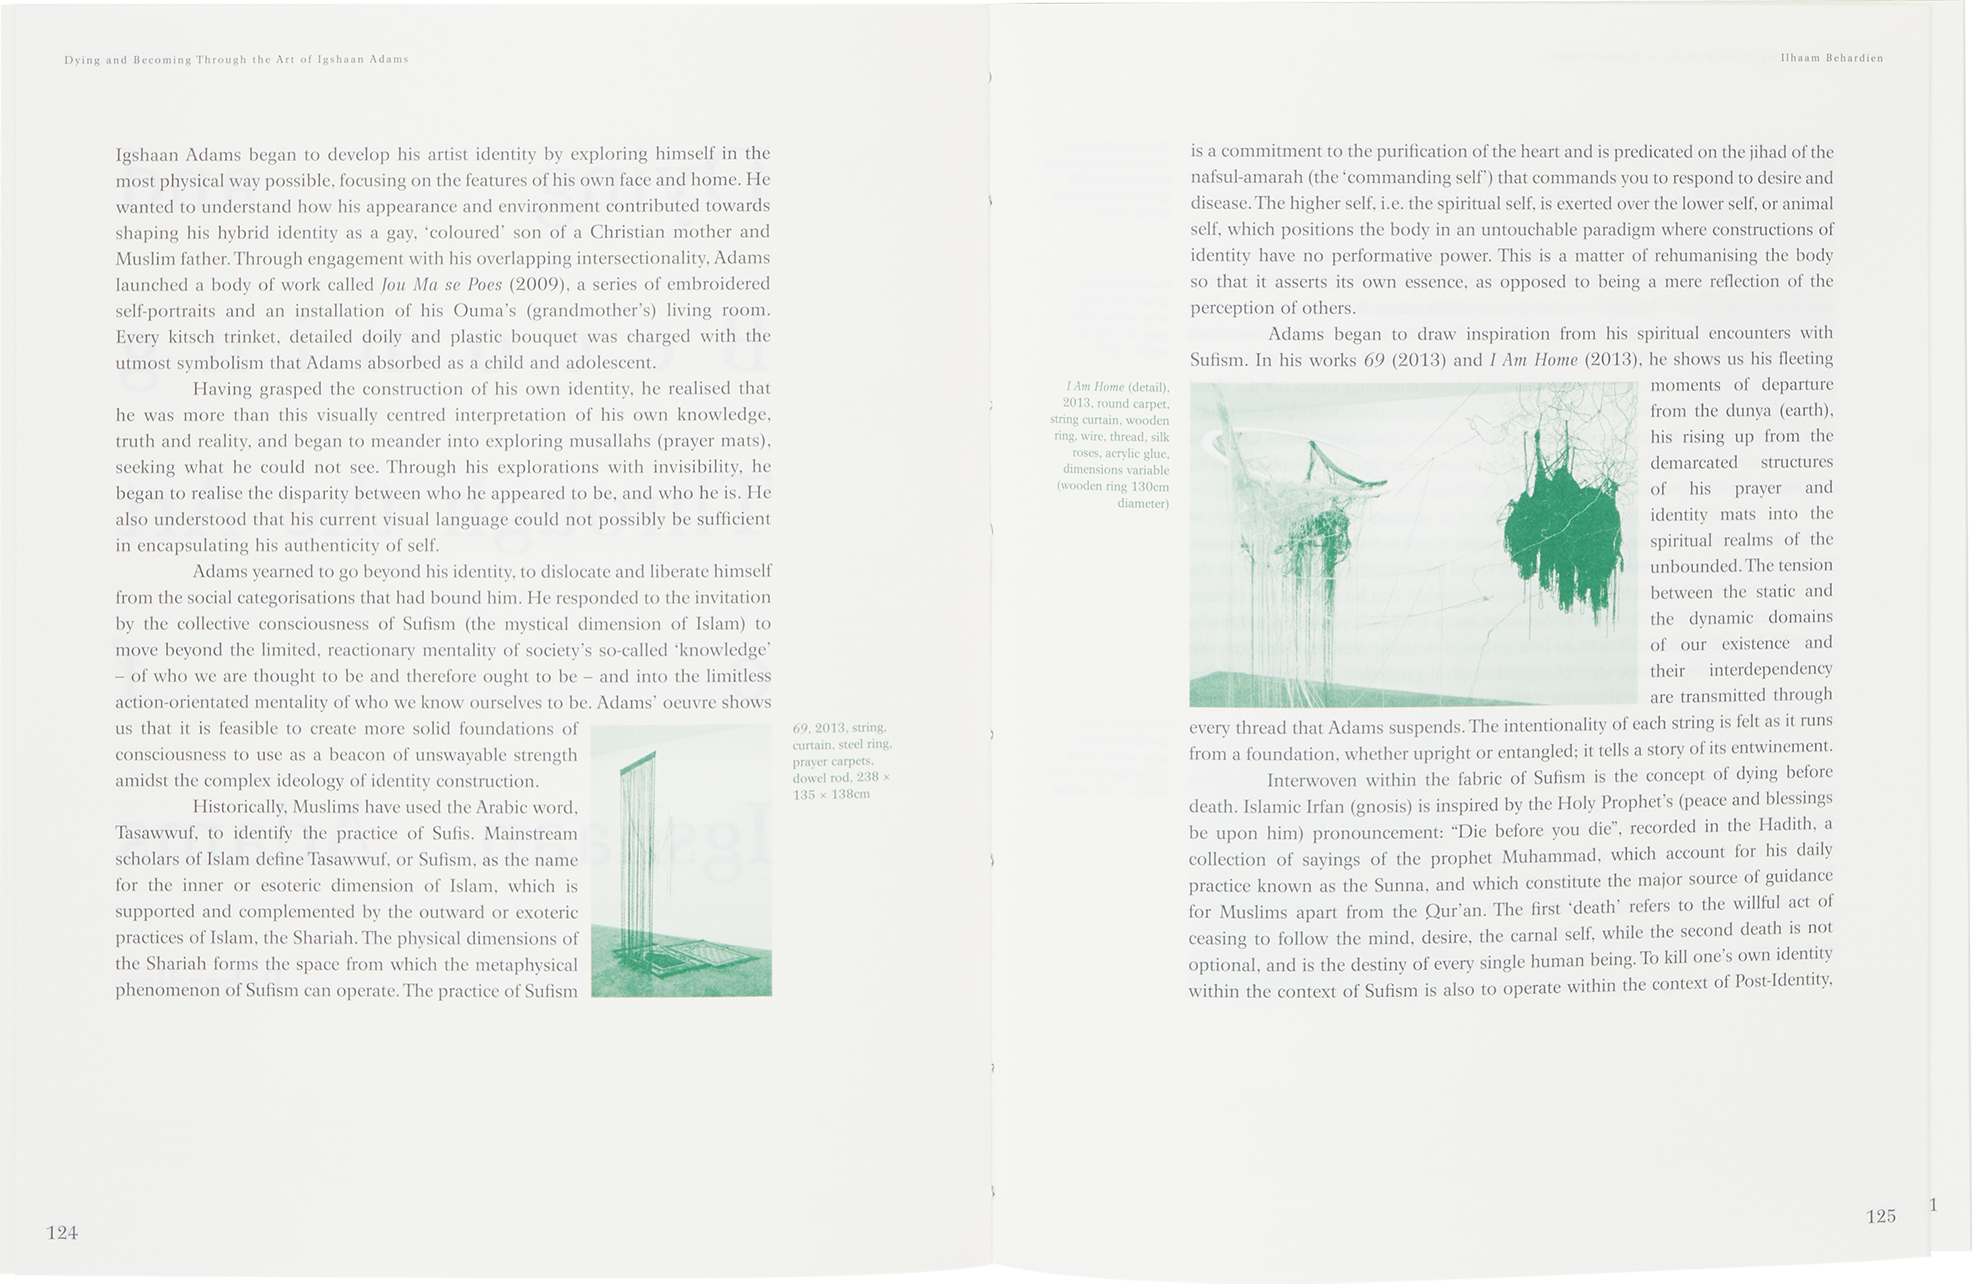 Dying and Becoming Through the Art of Igshaan Adams
Igshaan Adams began to develop his artist identity by exploring himself in the
most physical way possible, focusing on the features of his own face and home. He
wanted to understand how his appearance and environment contributed towards
shaping his hybrid identity as a gay, ‘coloured’ son of a Christian mother and
Muslim father. Through engagement with his overlapping intersectionality, Adams
launched a body of work called Jou Ma se Poes (2009), a series of embroidered
self-portraits and an installation of his Ouma’s (grandmother’s) living room.
Every kitsch trinket, detailed doily and plastic bouquet was charged with the
utmost symbolism that Adams absorbed as a child and adolescent.
Having grasped the construction of his own identity, he realised that
he was more than this visually centred interpretation of his own knowledge,
truth and reality, and began to meander into exploring musallahs (prayer mats),
seeking what he could not see. Through his explorations with invisibility, he
began to realise the disparity between who he appeared to be, and who he is. He
also understood that his current visual language could not possibly be sufficient
in encapsulating his authenticity of self.
Adams yearned to go beyond his identity, to dislocate and liberate himself
from the social categorisations that had bound him. He responded to the invitation
by the collective consciousness of Sufism (the mystical dimension of Islam) to
move beyond the limited, reactionary mentality of society’s so-called ‘knowledge’
– of who we are thought to be and therefore ought to be – and into the limitless
action-orientated mentality of who we know ourselves to be. Adams’ oeuvre shows
us that it is feasible to create more solid foundations of
consciousness to use as a beacon of unswayable strength
amidst the complex ideology of identity construction.
Historically, Muslims have used the Arabic word,
Tasawwuf, to identify the practice of Sufis. Mainstream
scholars of Islam define Tasawwuf, or Sufism, as the name
for the inner or esoteric dimension of Islam, which is
supported and complemented by the outward or exoteric
practices of Islam, the Shariah. The physical dimensions of
the Shariah forms the space from which the metaphysical
phenomenon of Sufism can operate. The practice of Sufism
69, 2013, string,
curtain, steel ring,
prayer carpets,
dowel rod, 238 ×
135 × 138cm
124
Ilhaam Behardien
is a commitment to the purification of the heart and is predicated on the jihad of the
nafsul-amarah (the ‘commanding self’) that commands you to respond to desire and
disease. The higher self, i.e. the spiritual self, is exerted over the lower self, or animal
self, which positions the body in an untouchable paradigm where constructions of
identity have no performative power. This is a matter of rehumanising the body
so that it asserts its own essence, as opposed to being a mere reflection of the
perception of others.
Adams began to draw inspiration from his spiritual encounters with
Sufism. In his works 69 (2013) and I Am Home (2013), he shows us his fleeting
moments of departure
from the dunya (earth),
his rising up from the
demarcated structures
of his prayer and
identity mats into the
spiritual realms of the
unbounded. The tension
between the static and
the dynamic domains
of our existence and
their interdependency
are transmitted through
every thread that Adams suspends. The intentionality of each string is felt as it runs
from a foundation, whether upright or entangled; it tells a story of its entwinement.
Interwoven within the fabric of Sufism is the concept of dying before
death. Islamic Irfan (gnosis) is inspired by the Holy Prophet’s (peace and blessings
be upon him) pronouncement: “Die before you die”, recorded in the Hadith, a
collection of sayings of the prophet Muhammad, which account for his daily
practice known as the Sunna, and which constitute the major source of guidance
for Muslims apart from the Qur’an. The first ‘death’ refers to the willful act of
ceasing to follow the mind, desire, the carnal self, while the second death is not
optional, and is the destiny of every single human being. To kill one’s own identity
within the context of Sufism is also to operate within the context of Post-Identity,
I Am Home (detail),
2013, round carpet,
string curtain, wooden
ring, wire, thread, silk
roses, acrylic glue,
dimensions variable
(wooden ring 130cm
diameter)
125
1